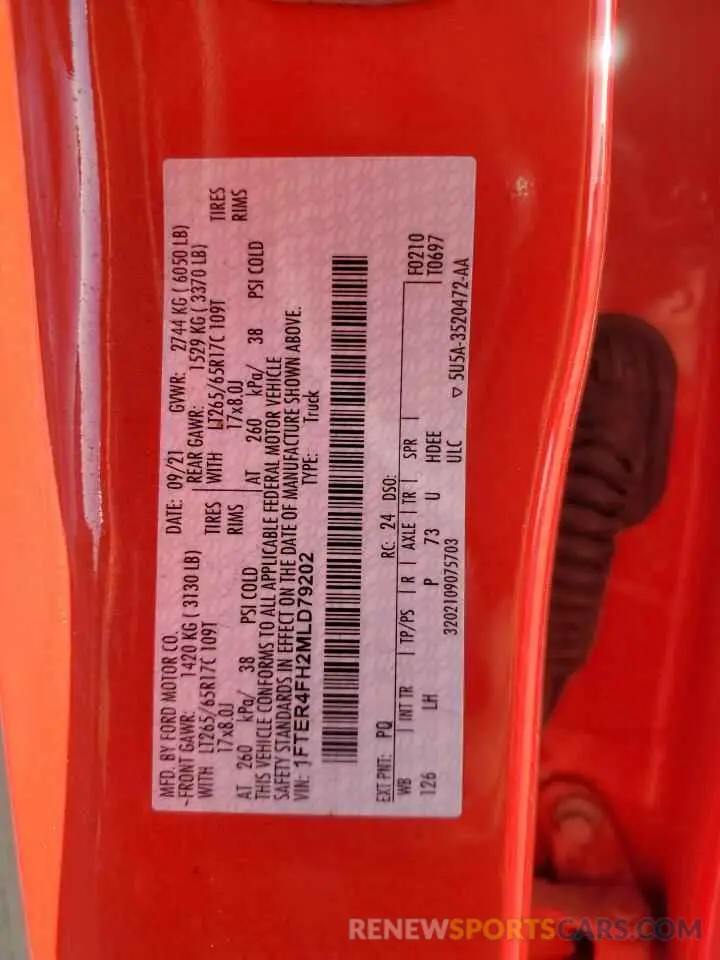 MFD. BY FORD MOTOR CO.
DATE: 09/21 GVWR: 2744 KG ( 6050 LB)
~FRONT GAWR: 1420 KG ( 3130 LB) REAR GAWR: 1529 KG ( 3370 LB)
WITH LT265/65R17C 109T TIRES WITH LT265/65R17C 109T TIRES
17x8.0J RIMS 17x8.0J RIMS
AT 260 kPa/ 38 PSI COLD AT 260 kPa/ 38 PSI COLD
THIS VEHICLE CONFORMS TO ALL APPLICABLE FEDERAL MOTOR VEHICLE
SAFETY STANDARDS IN EFFECT ON THE DATE OF MANUFACTURE SHOWN ABOVE.
VIN: 1FTER4FH2MLD79202 TYPE: Truck
EXT PNT: PQ RC: 24 DSO: F0210
WB INT TR TP/PS R AXLE TR SPR T0697
126 LH P 73 U HDEE
3202109075703 ULC ▽ 5U5A-3520472-AA
RENEWSPORTSCARS.COM